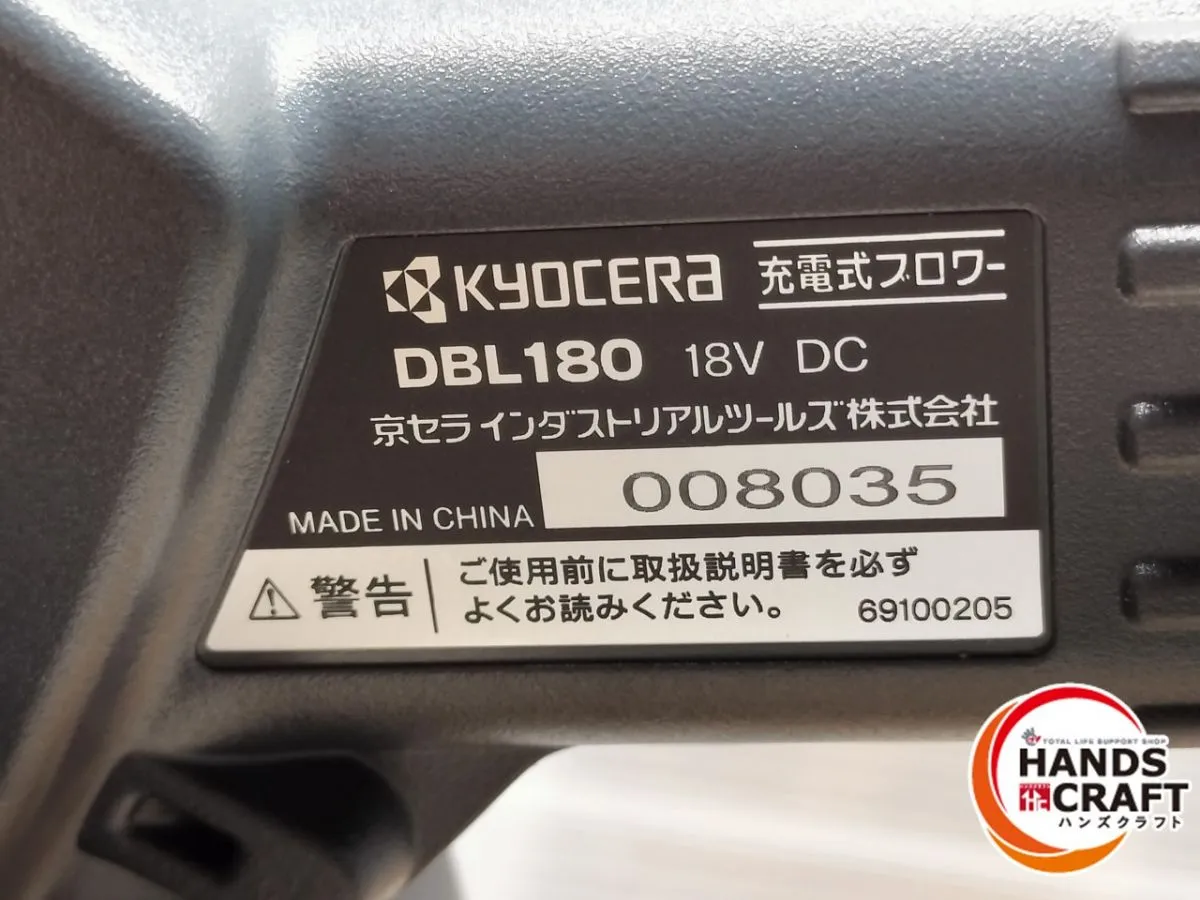 KYOCERA 充電式ブロワー
DBL180 18V DC
京セラインダストリアルツールズ株式会社
008035
MADE IN CHINA
警告 ご使用前に取扱説明書を必ず
よくお読みください。 69100205
TOTAL LIFE SUPPORT SHOP
HANDS
CRAFT
ハンズクラフト